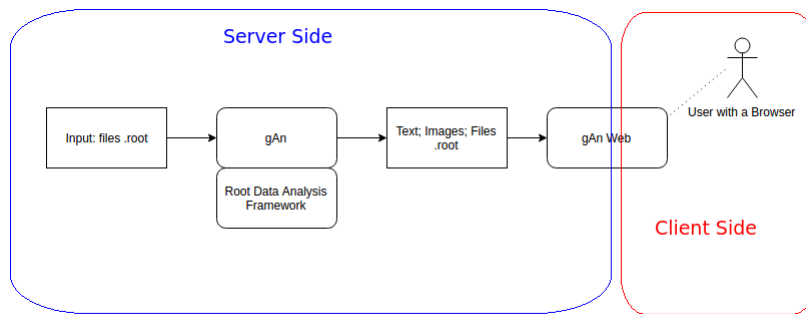 Server Side
Input: files .root
gAn
Root Data Analysis
Framework
Text; Images; Files
.root
gAn Web
User with a Browser
Client Side